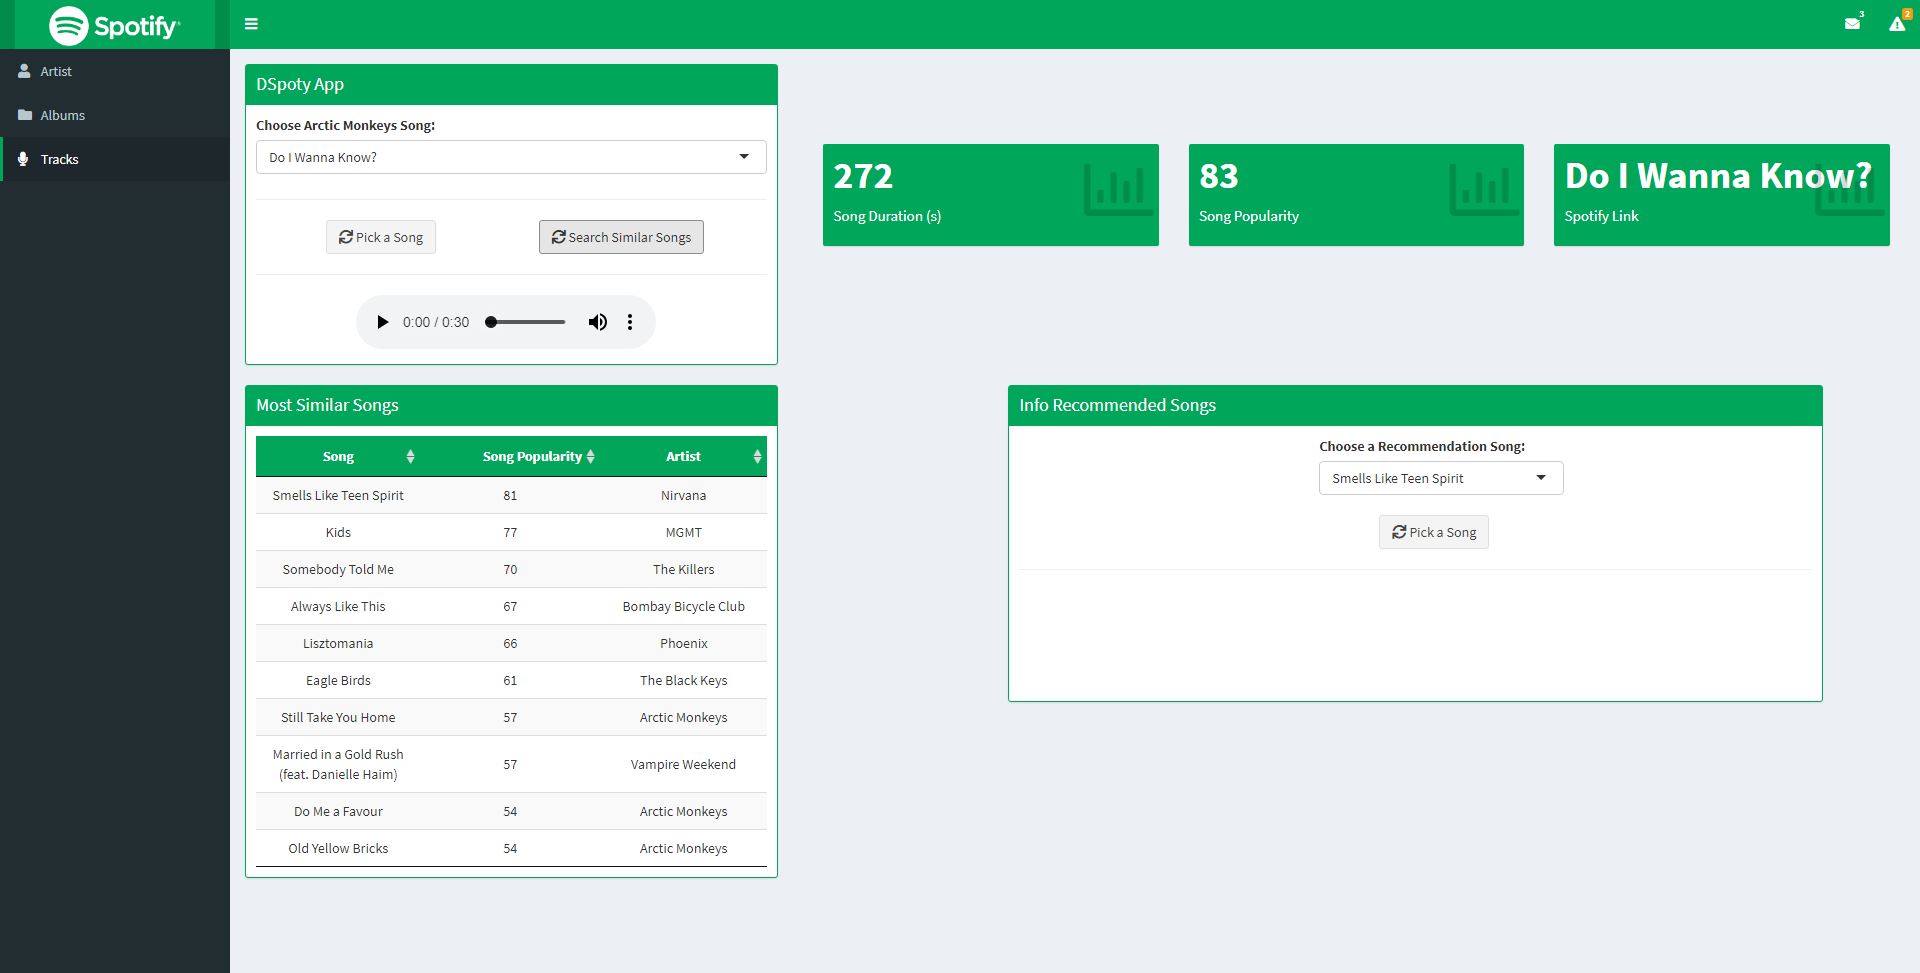 Spotify
3
2
Artist
Albums
Tracks
DSpoty App
Choose Arctic Monkeys Song:
Do I Wanna Know?
Pick a Song
Search Similar Songs
0:00 / 0:30
272
Song Duration (s)
83
Song Popularity
Do I Wanna Know?
Spotify Link
Most Similar Songs
Song Song Popularity Artist
Smells Like Teen Spirit 81 Nirvana
Kids 77 MGMT
Somebody Told Me 70 The Killers
Always Like This 67 Bombay Bicycle Club
Lisztomania 66 Phoenix
Eagle Birds 61 The Black Keys
Still Take You Home 57 Arctic Monkeys
Married in a Gold Rush
(feat. Danielle Haim) 57 Vampire Weekend
Do Me a Favour 54 Arctic Monkeys
Old Yellow Bricks 54 Arctic Monkeys
Info Recommended Songs
Choose a Recommendation Song:
Smells Like Teen Spirit
Pick a Song